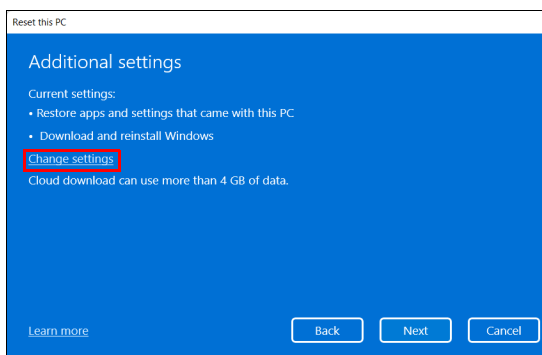 Reset this PC
Additional settings
Current settings:
• Restore apps and settings that came with this PC
• Download and reinstall Windows
Change settings
Cloud download can use more than 4 GB of data.
Learn more
Back
Next
Cancel